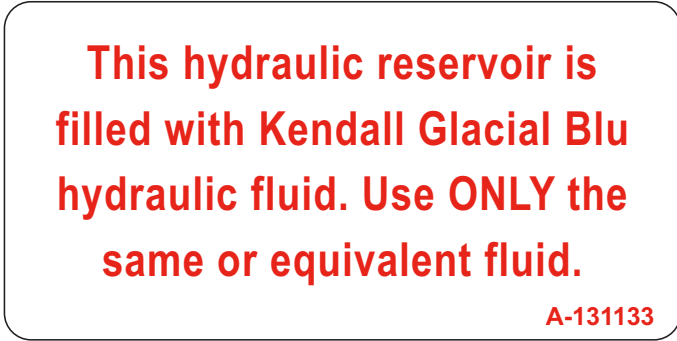 This hydraulic reservoir is
filled with Kendall Glacial Blu
hydraulic fluid. Use ONLY the
same or equivalent fluid.
A-131133